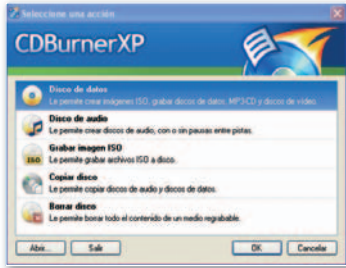 Seleccione una acción
CDBurnerXP
Disco de datos
Le permite crear imágenes ISO, grabar discos de datos, MP3-CD y discos de vídeo.
Disco de audio
Le permite crear discos de audio, con o sin pausas entre pistas.
ISO
Grabar imagen ISO
Le permite grabar archivos ISO a disco.
Copiar disco
Le permite copiar discos de audio y discos de datos.
Borrar disco
Le permite borrar todo el contenido de un medio regrabable.
Abrir... Salir OK Cancelar